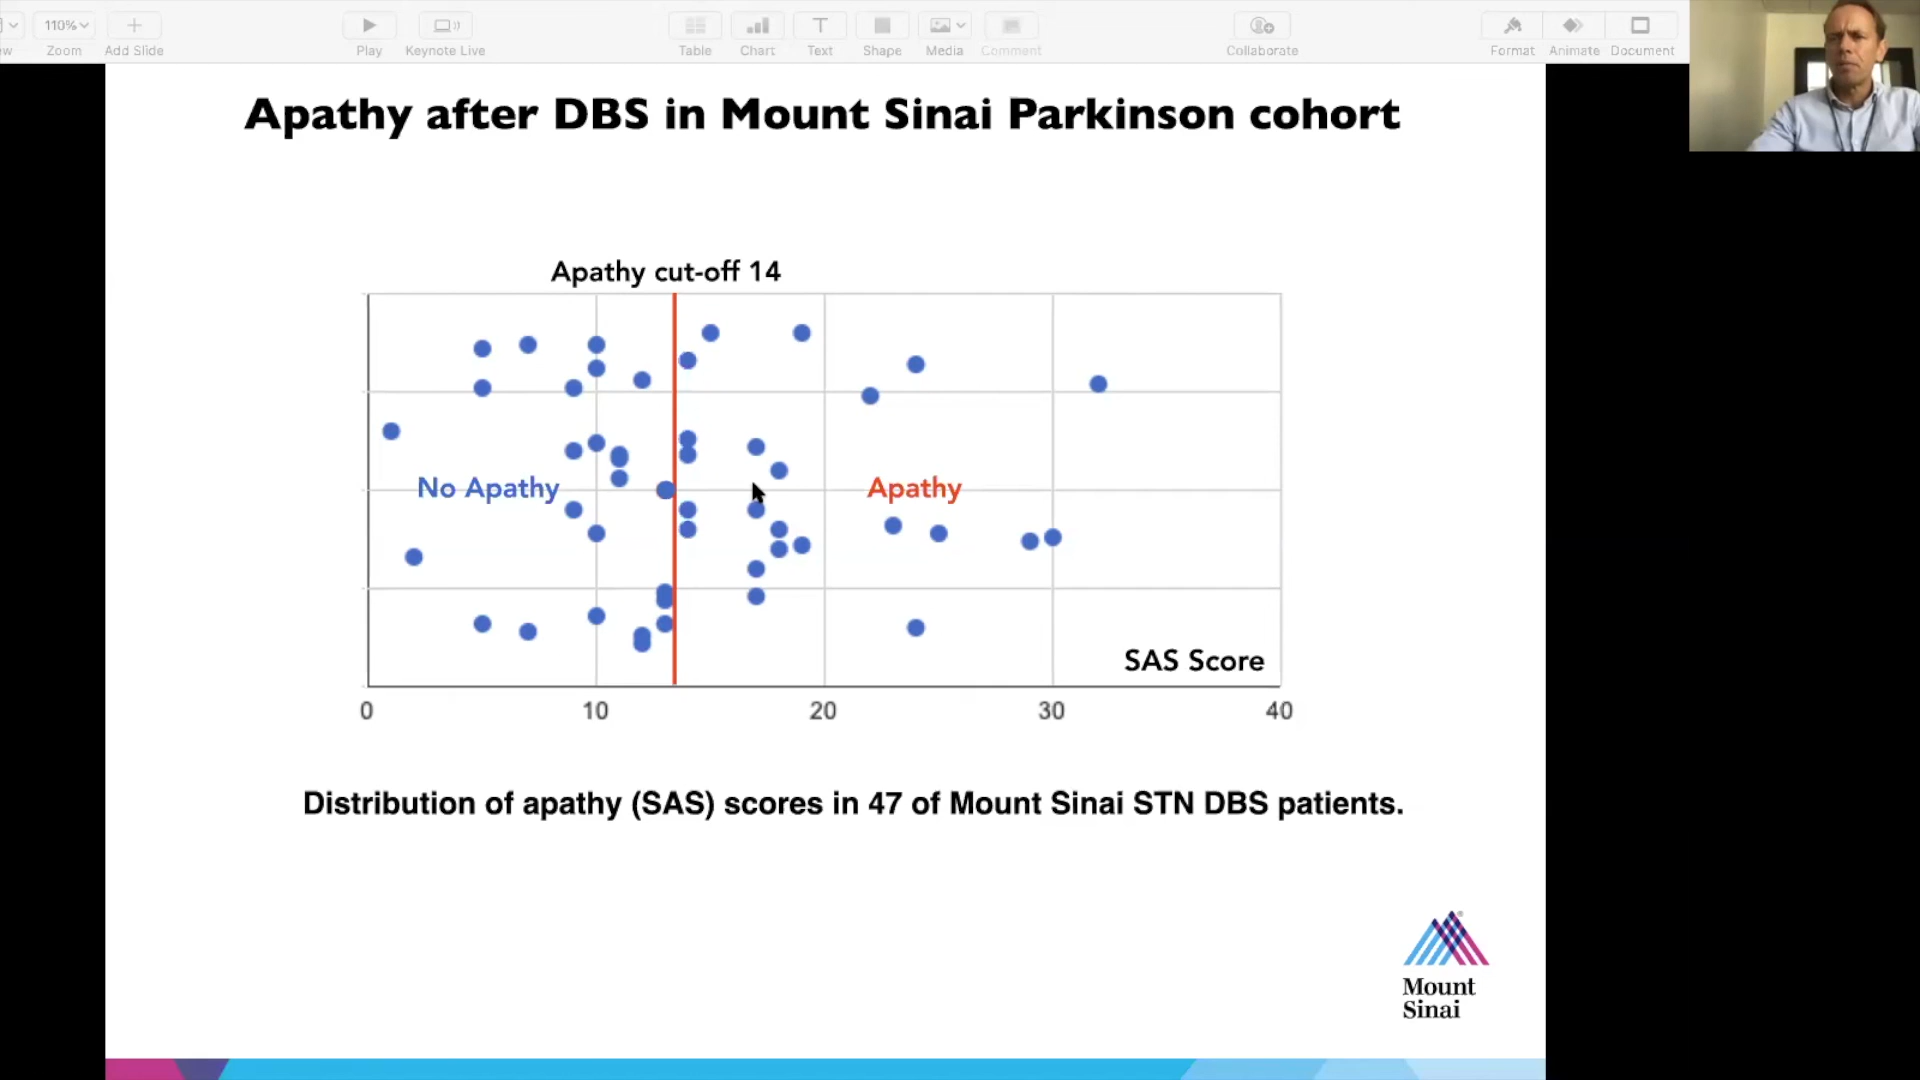 110%
Zoom
Add Slide
Play
Keynote Live
Table
Chart
T
Text
Shape
Media
Comment
Collaborate
Format
Animate
Document
Apathy after DBS in Mount Sinai Parkinson cohort
Apathy cut-off 14
No Apathy
Apathy
SAS Score
0 10 20 30 40
Distribution of apathy (SAS) scores in 47 of Mount Sinai STN DBS patients.
Mount
Sinai